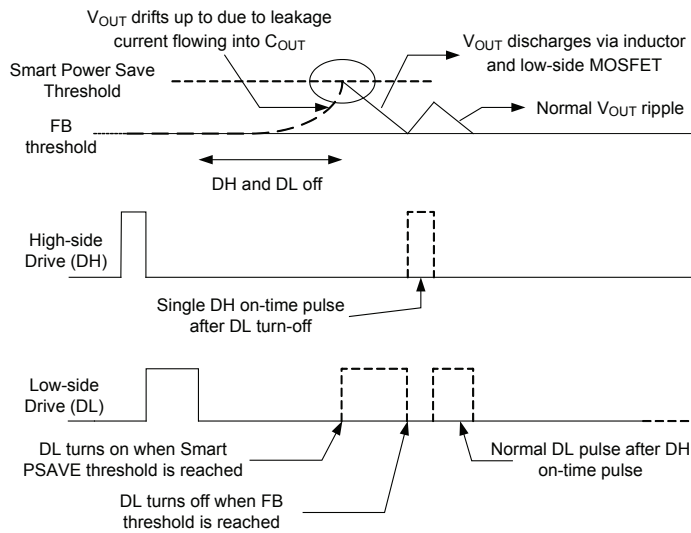 VOUT drifts up to due to leakage
current flowing into COUT
VOUT discharges via inductor
and low-side MOSFET
Smart Power Save
Threshold
Normal VOUT ripple
FB
threshold
DH and DL off
High-side
Drive (DH)
Single DH on-time pulse
after DL turn-off
Low-side
Drive (DL)
DL turns on when Smart
PSAVE threshold is reached
Normal DL pulse after DH
on-time pulse
DL turns off when FB
threshold is reached